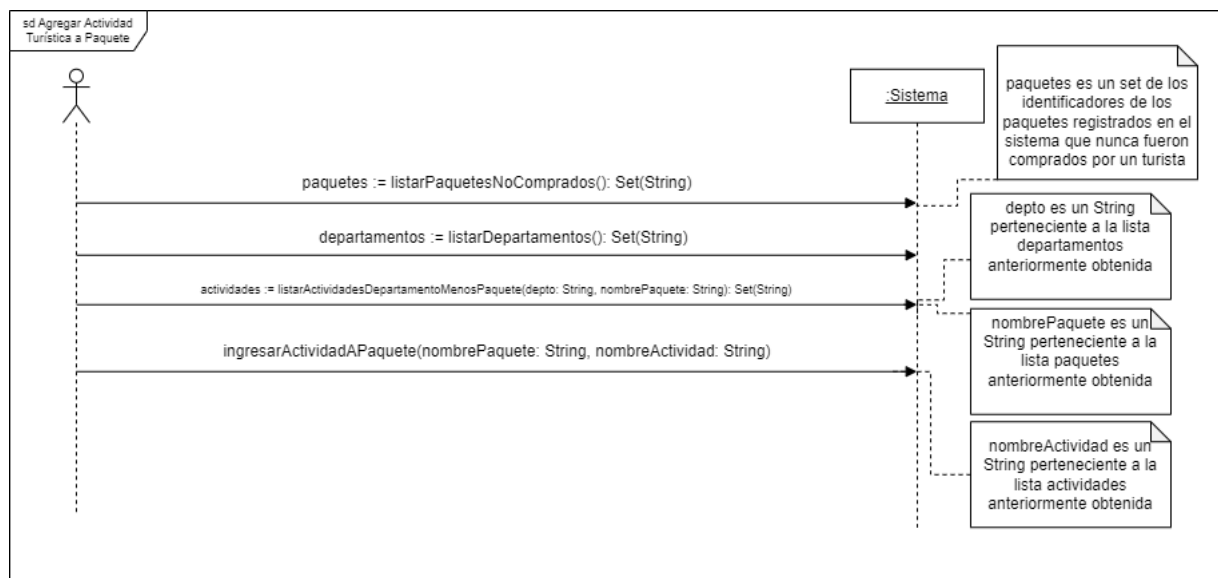 sd Agregar Actividad
Turística a Paquete
:Sistema
paquetes es un set de los
identificadores de los
paquetes registrados en el
sistema que nunca fueron
comprados por un turista
paquetes := listarPaquetesNoComprados(): Set(String)
departamentos := listarDepartamentos(): Set(String)
depto es un String
perteneciente a la lista
departamentos
anteriormente obtenida
actividades := listarActividadesDepartamentoMenosPaquete(depto: String, nombrePaquete: String): Set(String)
nombrePaquete es un
String perteneciente a la
lista paquetes
anteriormente obtenida
ingresarActividadAPaquete(nombrePaquete: String, nombreActividad: String)
nombreActividad es un
String perteneciente a la
lista actividades
anteriormente obtenida